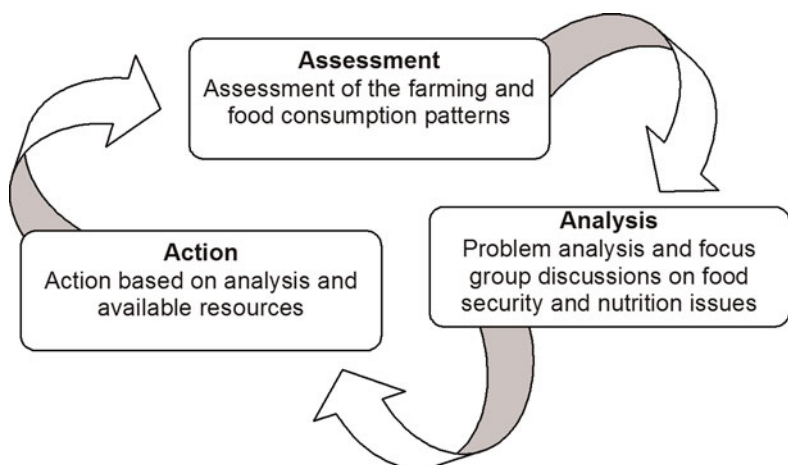 Assessment
Assessment of the farming and
food consumption patterns
Analysis
Problem analysis and focus
group discussions on food
security and nutrition issues
Action
Action based on analysis and
available resources